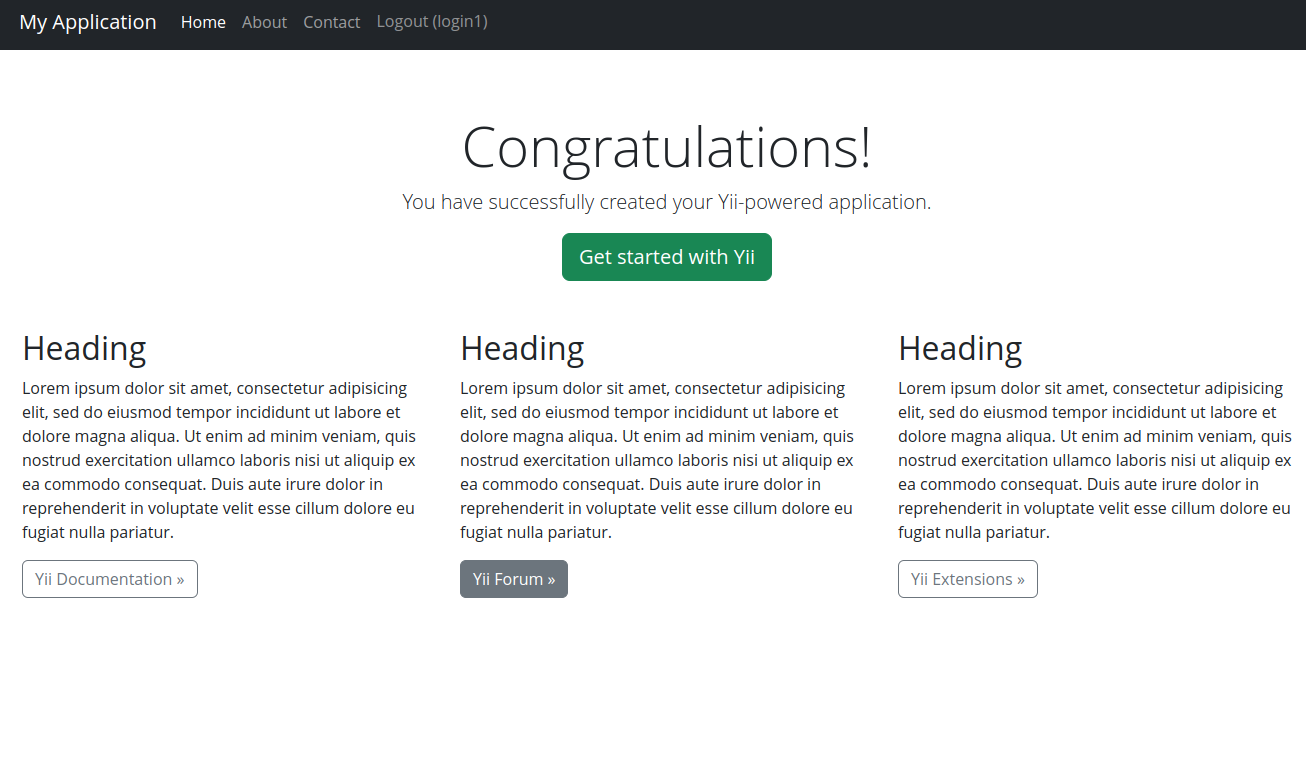 My Application Home About Contact Logout (login1)
Congratulations!
You have successfully created your Yii-powered application.
Get started with Yii
Heading
Lorem ipsum dolor sit amet, consectetur adipisicing
elit, sed do eiusmod tempor incididunt ut labore et
dolore magna aliqua. Ut enim ad minim veniam, quis
nostrud exercitation ullamco laboris nisi ut aliquip ex
ea commodo consequat. Duis aute irure dolor in
reprehenderit in voluptate velit esse cillum dolore eu
fugiat nulla pariatur.
Yii Documentation »
Heading
Lorem ipsum dolor sit amet, consectetur adipisicing
elit, sed do eiusmod tempor incididunt ut labore et
dolore magna aliqua. Ut enim ad minim veniam, quis
nostrud exercitation ullamco laboris nisi ut aliquip ex
ea commodo consequat. Duis aute irure dolor in
reprehenderit in voluptate velit esse cillum dolore eu
fugiat nulla pariatur.
Yii Forum »
Heading
Lorem ipsum dolor sit amet, consectetur adipisicing
elit, sed do eiusmod tempor incididunt ut labore et
dolore magna aliqua. Ut enim ad minim veniam, quis
nostrud exercitation ullamco laboris nisi ut aliquip ex
ea commodo consequat. Duis aute irure dolor in
reprehenderit in voluptate velit esse cillum dolore eu
fugiat nulla pariatur.
Yii Extensions »